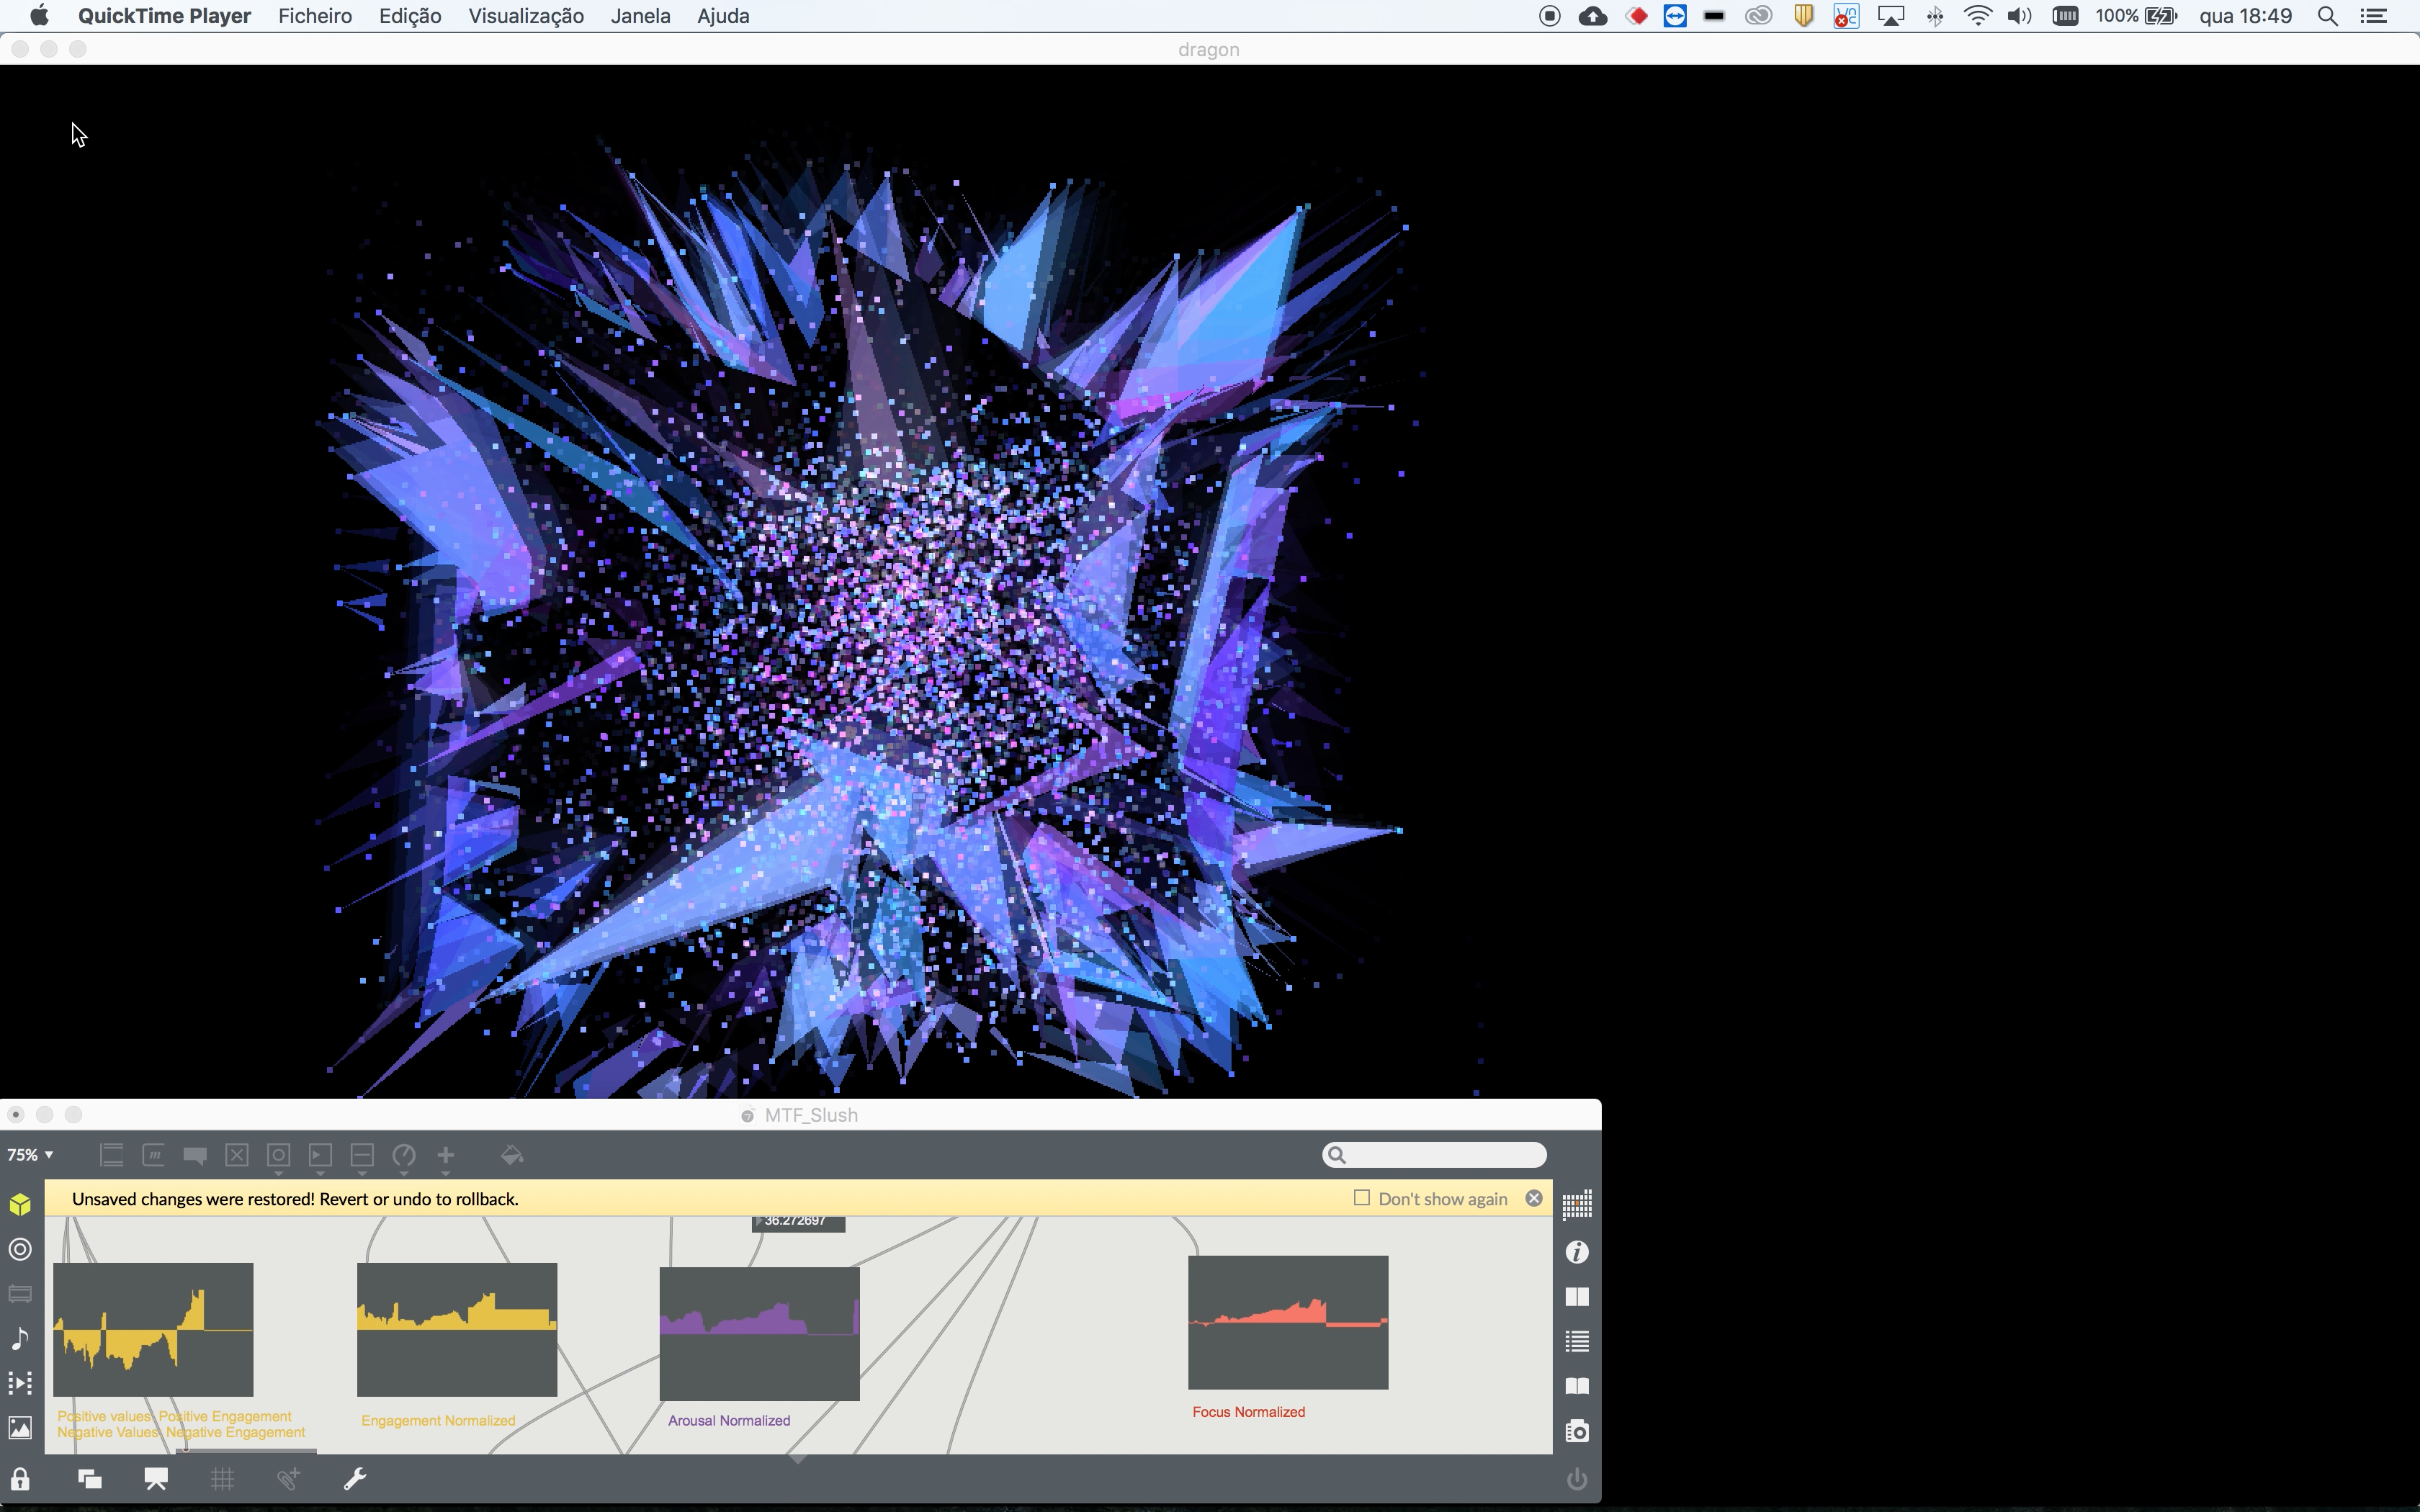 QuickTime Player Ficheiro Edição Visualização Janela Ajuda 100% qua 18:49
dragon
MTF_Slush
75%
Unsaved changes were restored! Revert or undo to rollback. Don't show again
36.272697
Positive values: Positive Engagement
Negative Values: Negative Engagement
Engagement Normalized
Arousal Normalized
Focus Normalized